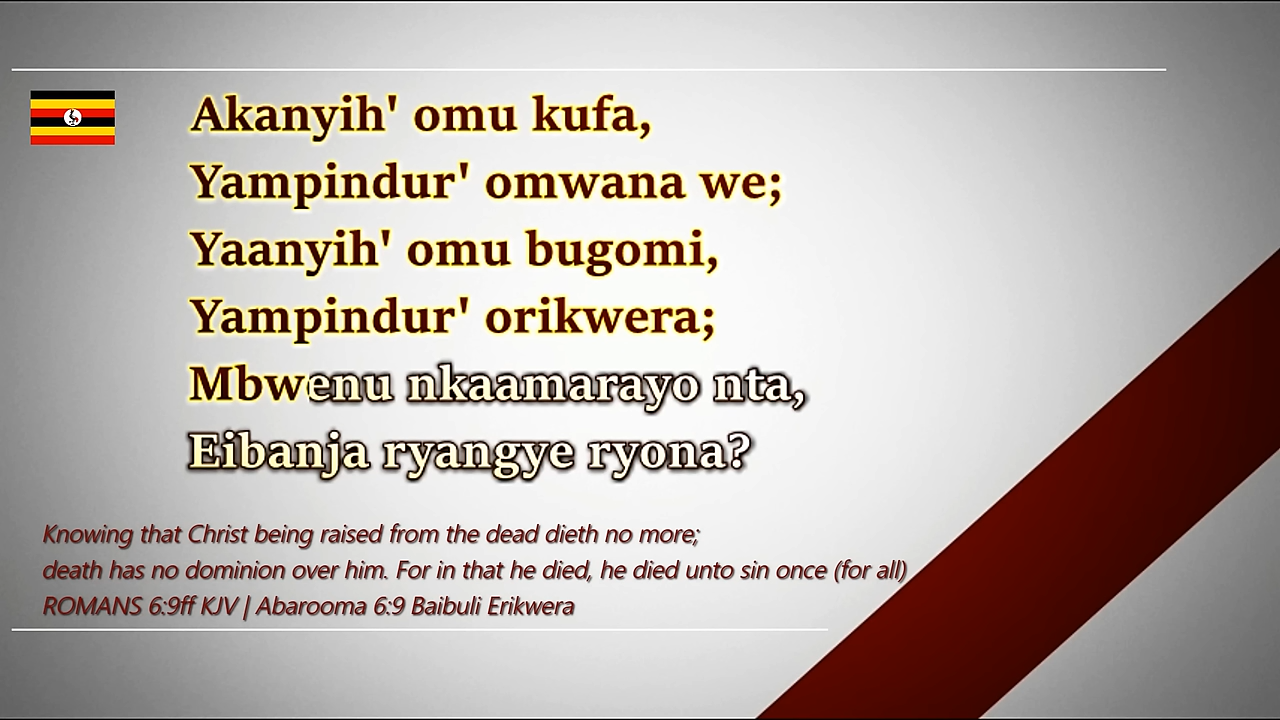 Akanyih' omu kufa,
Yampindur' omwana we;
Yaanyih' omu bugomi,
Yampindur' orikwera;
Mbwenu nkaamarayo nta,
Eibanja ryangye ryona?
Knowing that Christ being raised from the dead dieth no more;
death has no dominion over him. For in that he died, he died unto sin once (for all)
ROMANS 6:9ff KJV | Abarooma 6:9 Baibuli Erikwera